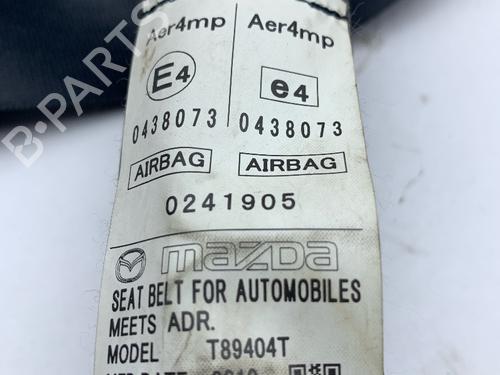 Aer4mp Aer4mp
E4 e4
0438073 0438073
AIRBAG AIRBAG
0241905
mazda
SEAT BELT FOR AUTOMOBILES
MEETS ADR.
MODEL T89404T
B-PARTS